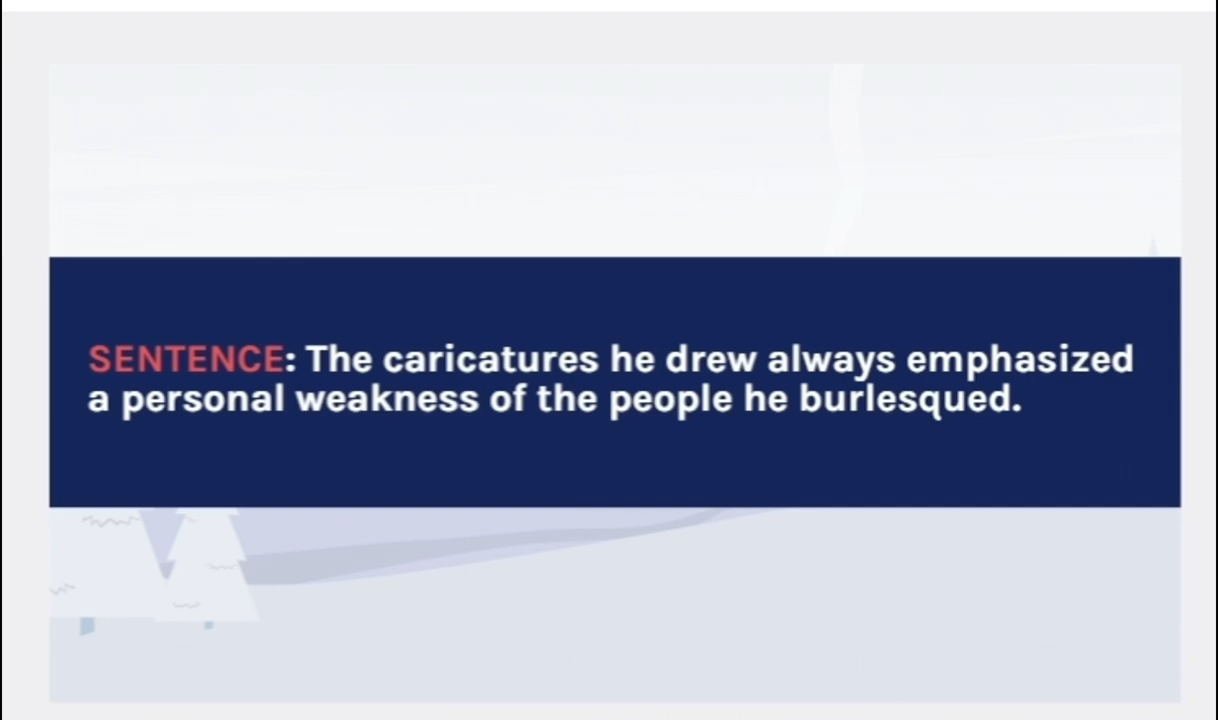 SENTENCE: The caricatures he drew always emphasized
a personal weakness of the people he burlesqued.